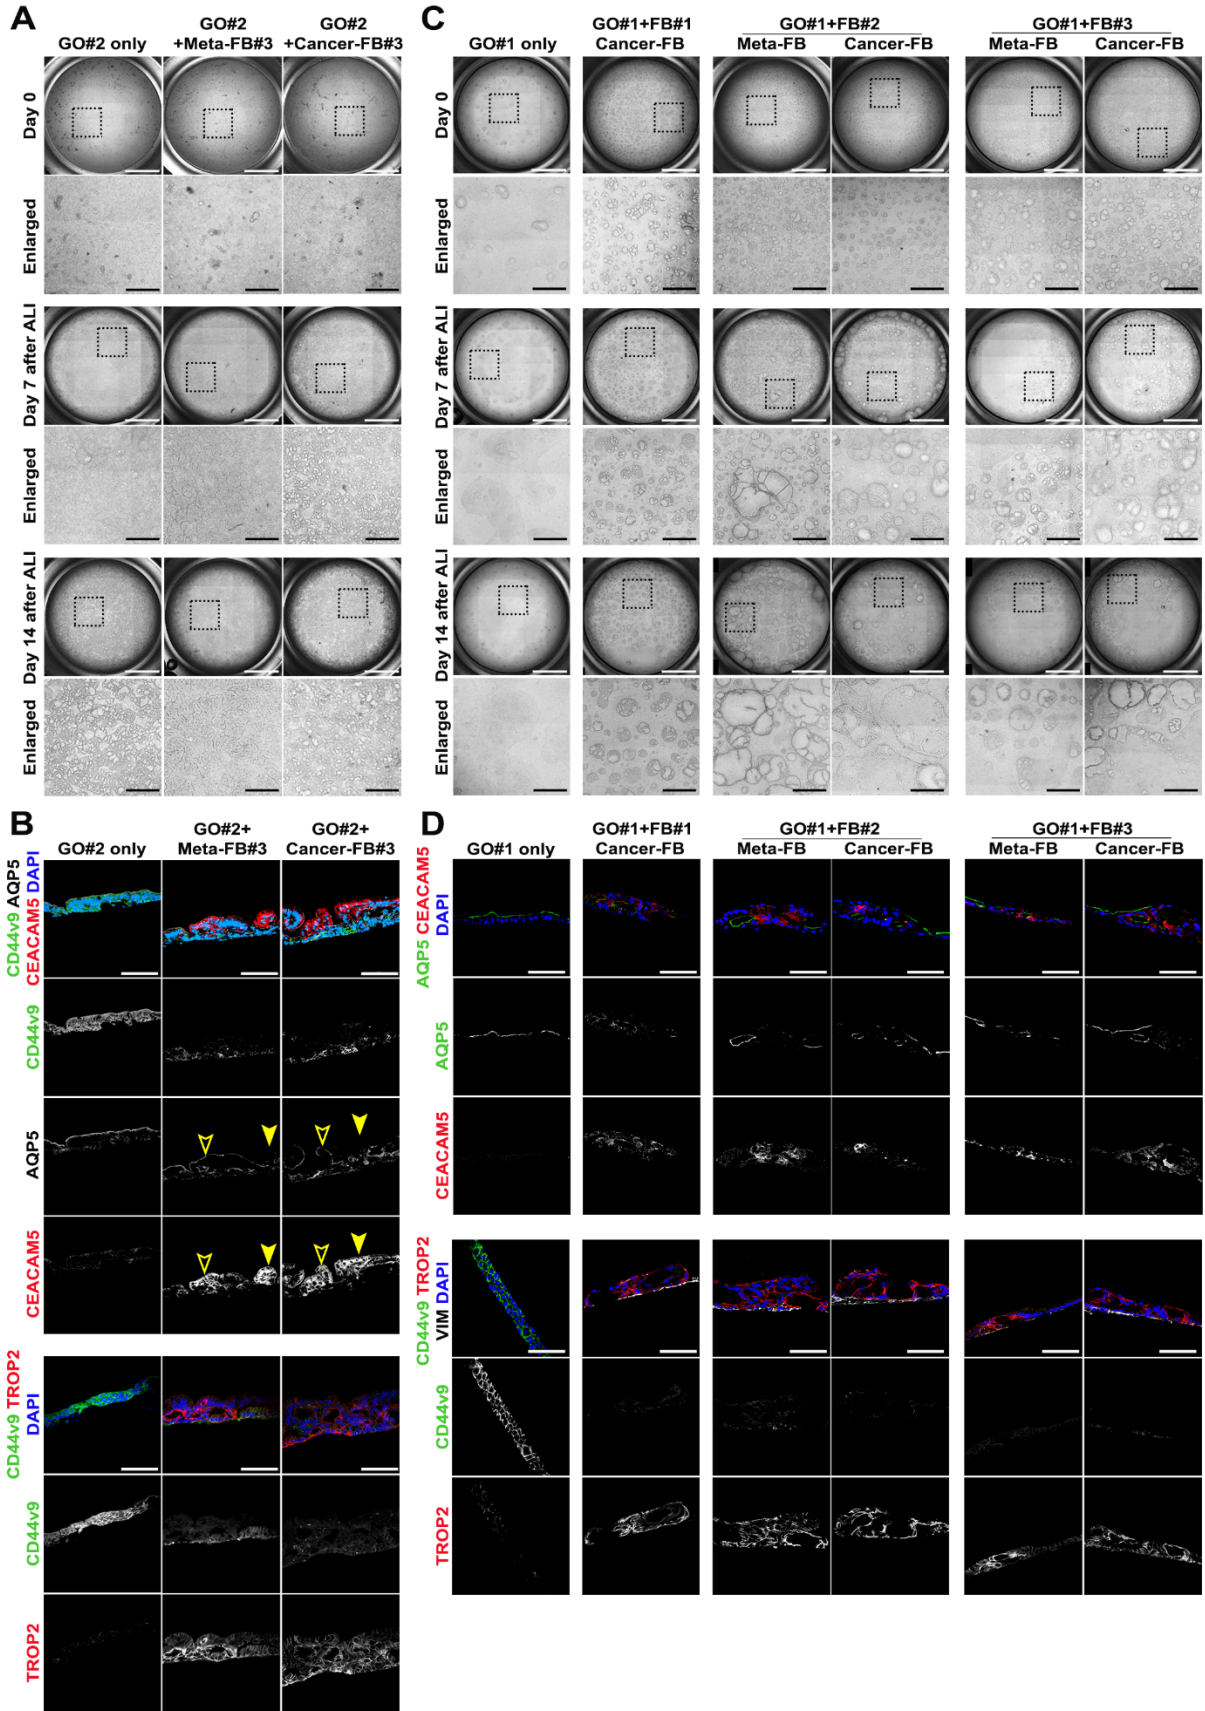 A
GO#2 only
GO#2
+Meta-FB#3
GO#2
+Cancer-FB#3
Day 0
Enlarged
Day 7 after ALI
Enlarged
Day 14 after ALI
Enlarged
B
GO#2 only
GO#2+
Meta-FB#3
GO#2+
Cancer-FB#3
CD44v9 AQP5
CEACAM5 DAPI
CD44v9
AQP5
CEACAM5
CD44v9 TROP2
DAPI
CD44v9
TROP2
C
GO#1 only
GO#1+FB#1
Cancer-FB
GO#1+FB#2
Meta-FB Cancer-FB
GO#1+FB#3
Meta-FB Cancer-FB
Day 0
Enlarged
Day 7 after ALI
Enlarged
Day 14 after ALI
Enlarged
D
GO#1 only
GO#1+FB#1
Cancer-FB
GO#1+FB#2
Meta-FB Cancer-FB
GO#1+FB#3
Meta-FB Cancer-FB
AQP5 CEACAM5
DAPI
AQP5
CEACAM5
CD44v9 TROP2
VIM DAPI
CD44v9
TROP2